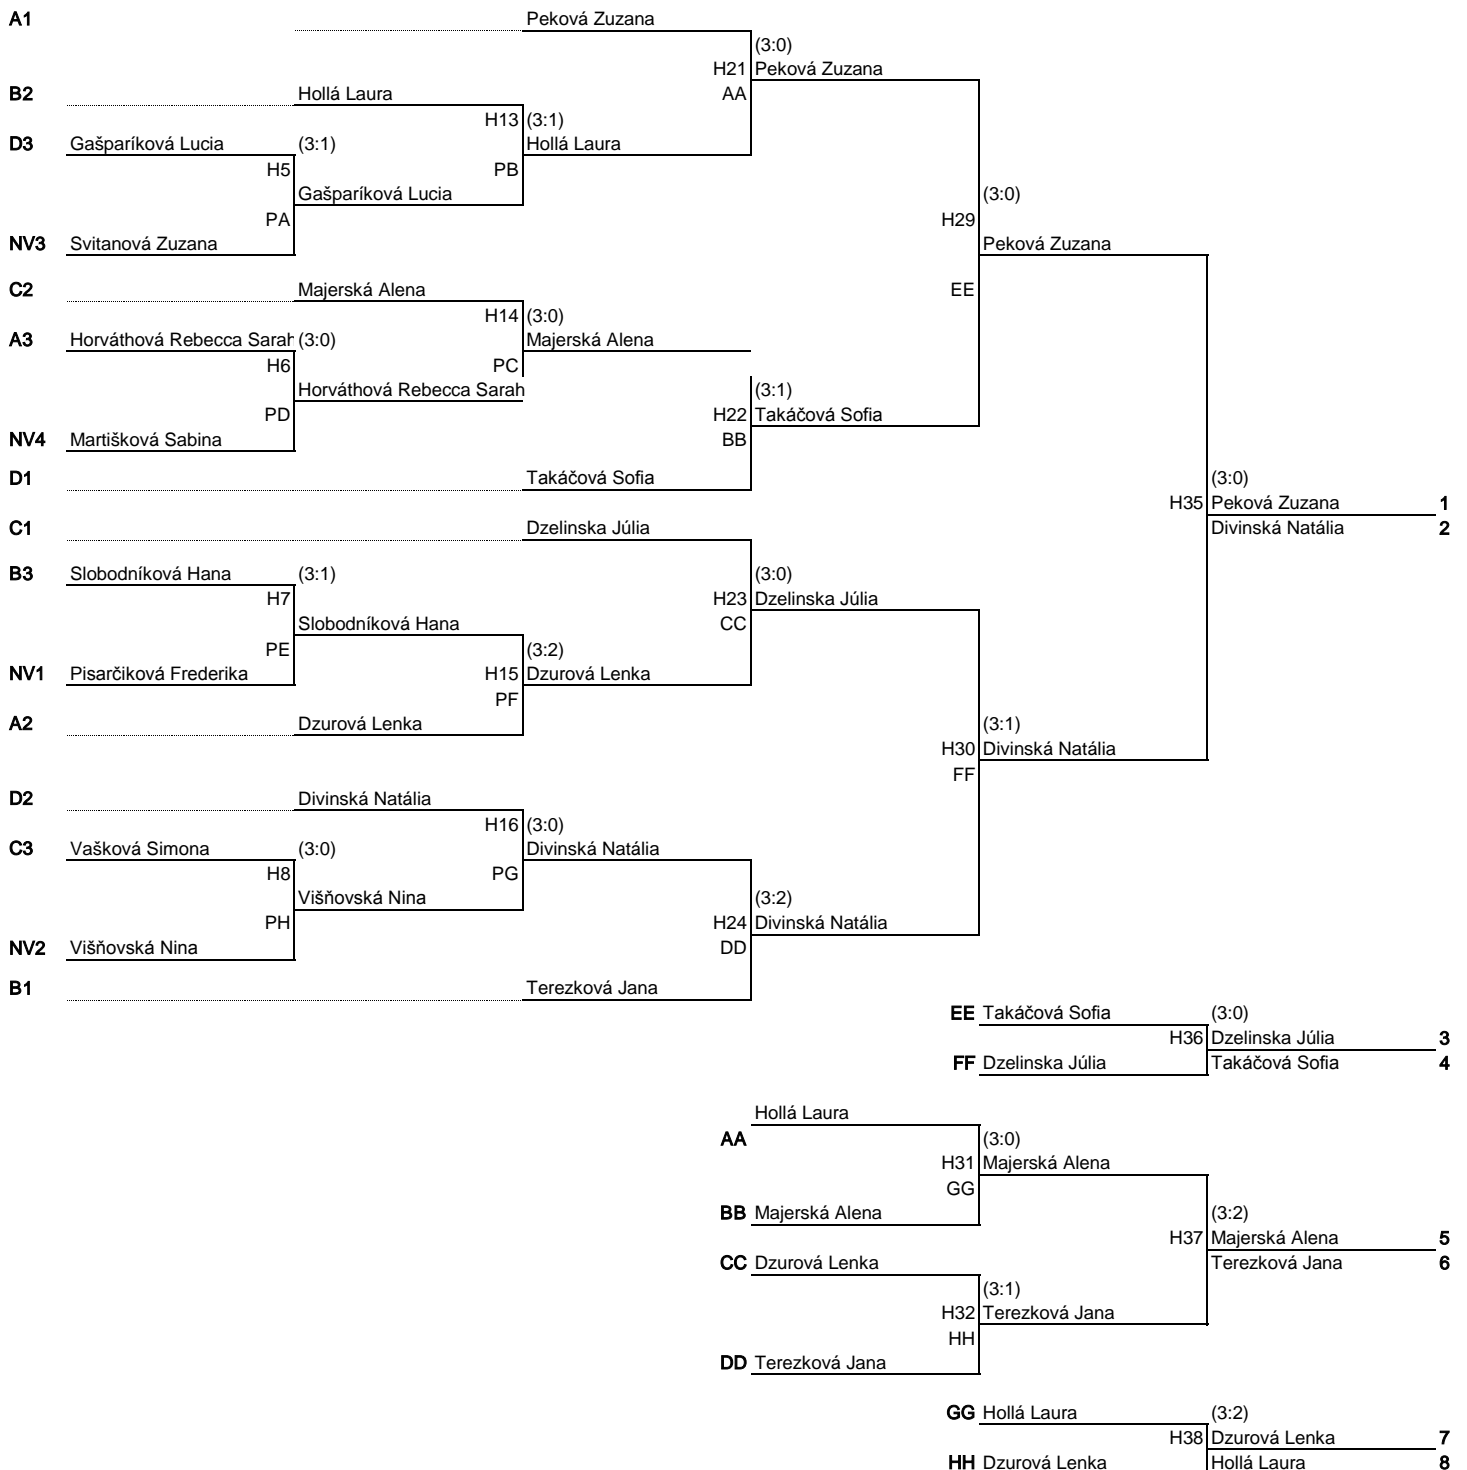 A1 Peková Zuzana
(3:0)
H21 Peková Zuzana
B2 Hollá Laura AA
H13 (3:1)
D3 Gašparíková Lucia (3:1) Hollá Laura
H5 PB
Gašparíková Lucia (3:0)
PA H29
NV3 Svitanová Zuzana Peková Zuzana
C2 Majerská Alena EE
H14 (3:0)
A3 Horváthová Rebecca Sarah (3:0) Majerská Alena
H6 PC
Horváthová Rebecca Sarah (3:1)
PD H22 Takáčová Sofia
NV4 Martišková Sabina BB
D1 Takáčová Sofia (3:0)
H35 Peková Zuzana 1
C1 Dzelinska Júlia Divinská Natália 2
B3 Slobodníková Hana (3:1) (3:0)
H7 H23 Dzelinska Júlia
Slobodníková Hana CC
PE (3:2)
NV1 Pisarčiková Frederika H15 Dzurová Lenka
PF
A2 Dzurová Lenka (3:1)
H30 Divinská Natália
FF
D2 Divinská Natália
H16 (3:0)
C3 Vašková Simona (3:0) Divinská Natália
H8 PG
Višňovská Nina (3:2)
PH H24 Divinská Natália
NV2 Višňovská Nina DD
B1 Terezková Jana
EE Takáčová Sofia (3:0)
H36 Dzelinska Júlia 3
FF Dzelinska Júlia Takáčová Sofia 4
Hollá Laura
AA (3:0)
H31 Majerská Alena
GG
BB Majerská Alena (3:2)
H37 Majerská Alena 5
CC Dzurová Lenka Terezková Jana 6
(3:1)
H32 Terezková Jana
HH
DD Terezková Jana
GG Hollá Laura (3:2)
H38 Dzurová Lenka 7
HH Dzurová Lenka Hollá Laura 8